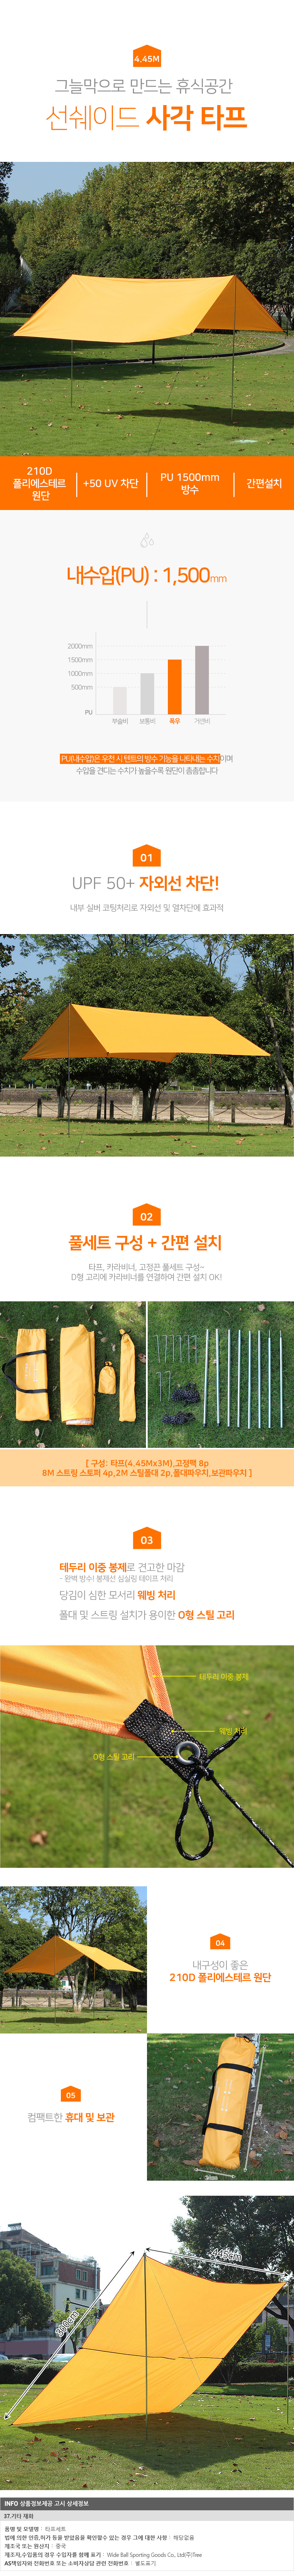 4.45M
그늘막으로 만드는 휴식공간
선쉐이드 사각 타프
210D
폴리에스테르
원단
+50 UV 차단
PU 1500mm
방수
간편설치
내수압(PU) : 1,500mm
2000mm
1500mm
1000mm
500mm
PU
부슬비
보통비
폭우
거센비
PU(내수압)은 우천 시 텐트의 방수 기능을 나타내는 수치이며
수압을 견디는 수치가 높을수록 원단이 촘촘합니다
01
UPF 50+ 자외선 차단!
내부 실버 코팅처리로 자외선 및 열차단에 효과적
02
풀세트 구성 + 간편 설치
타프, 카라비너, 고정끈 풀세트 구성~
D형 고리에 카라비너를 연결하여 간편 설치 OK!
[ 구성: 타프(4.45Mx3M),고정팩 8p
8M 스트링 스토퍼 4p,2M 스틸폴대 2p,폴대파우치,보관파우치 ]
03
테두리 이중 봉제로 견고한 마감
- 완벽 방수! 봉제선 심실링 테이프 처리
당김이 심한 모서리 웨빙 처리
폴대 및 스트링 설치가 용이한 O형 스틸 고리
테두리 이중 봉제
웨빙 처리
O형 스틸 고리
04
내구성이 좋은
210D 폴리에스테르 원단
05
컴팩트한 휴대 및 보관
445cm
300cm
INFO 상품정보제공 고시 상세정보
37.기타 재화
품명 및 모델명 : 타프세트
법에 의한 인증,허가 등을 받았음을 확인할수 있는 경우 그에 대한 사항 : 해당없음
제조국 또는 원산지 : 중국
제조자,수입품의 경우 수입자를 함께 표기 : Wide Ball Sporting Goods Co., Ltd/(주)Tree
AS책임자와 전화번호 또는 소비자상담 관련 전화번호 : 별도표기